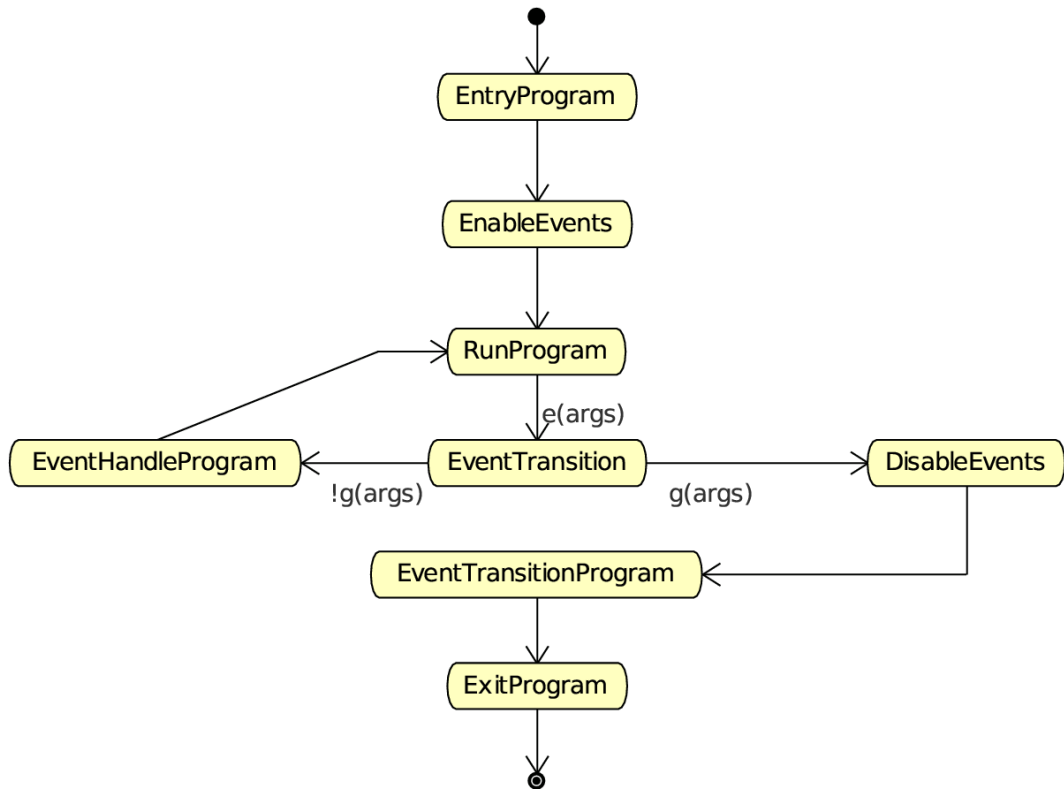 EntryProgram
EnableEvents
RunProgram
e(args)
EventHandleProgram
EventTransition
DisableEvents
!g(args)
g(args)
EventTransitionProgram
ExitProgram